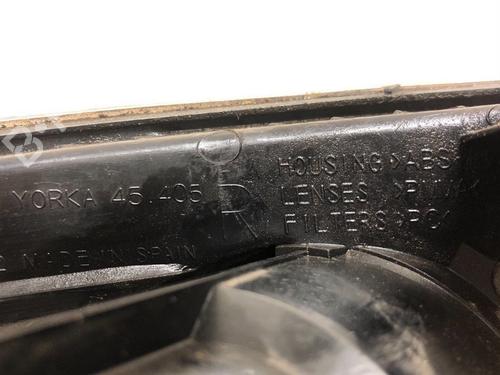 YORKA 45.405 R
HOUSING >ABS<
LENSES >PMMA<
FILTERS >PC<
MADE IN SPAIN